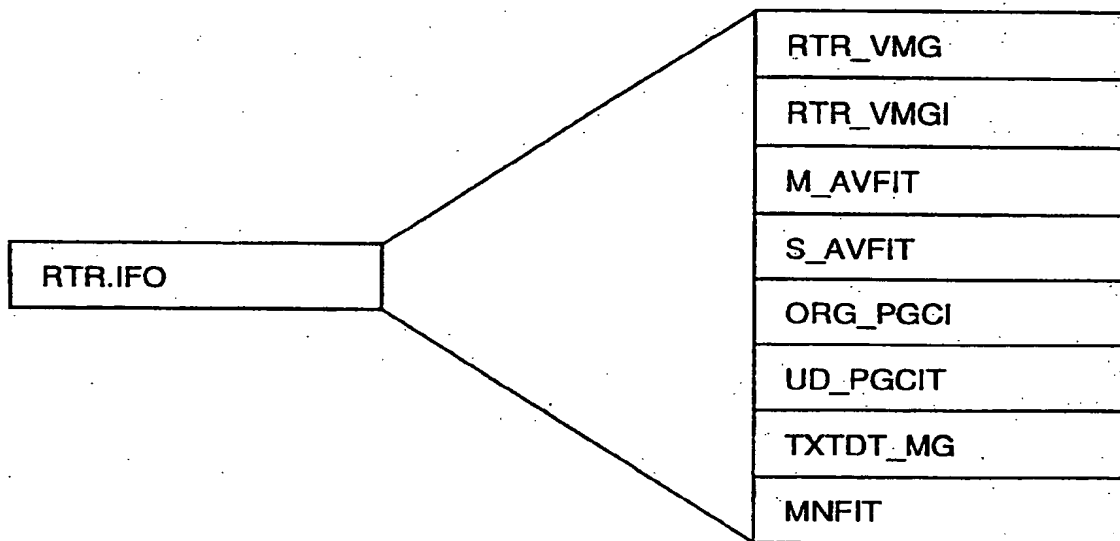 RTR.IFO
RTR_VMG
RTR_VMGI
M_AVFIT
S_AVFIT
ORG_PGCI
UD_PGCIT
TXTDT_MG
MNFIT